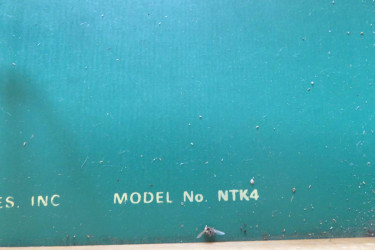 ES. INC MODEL No. NTK4